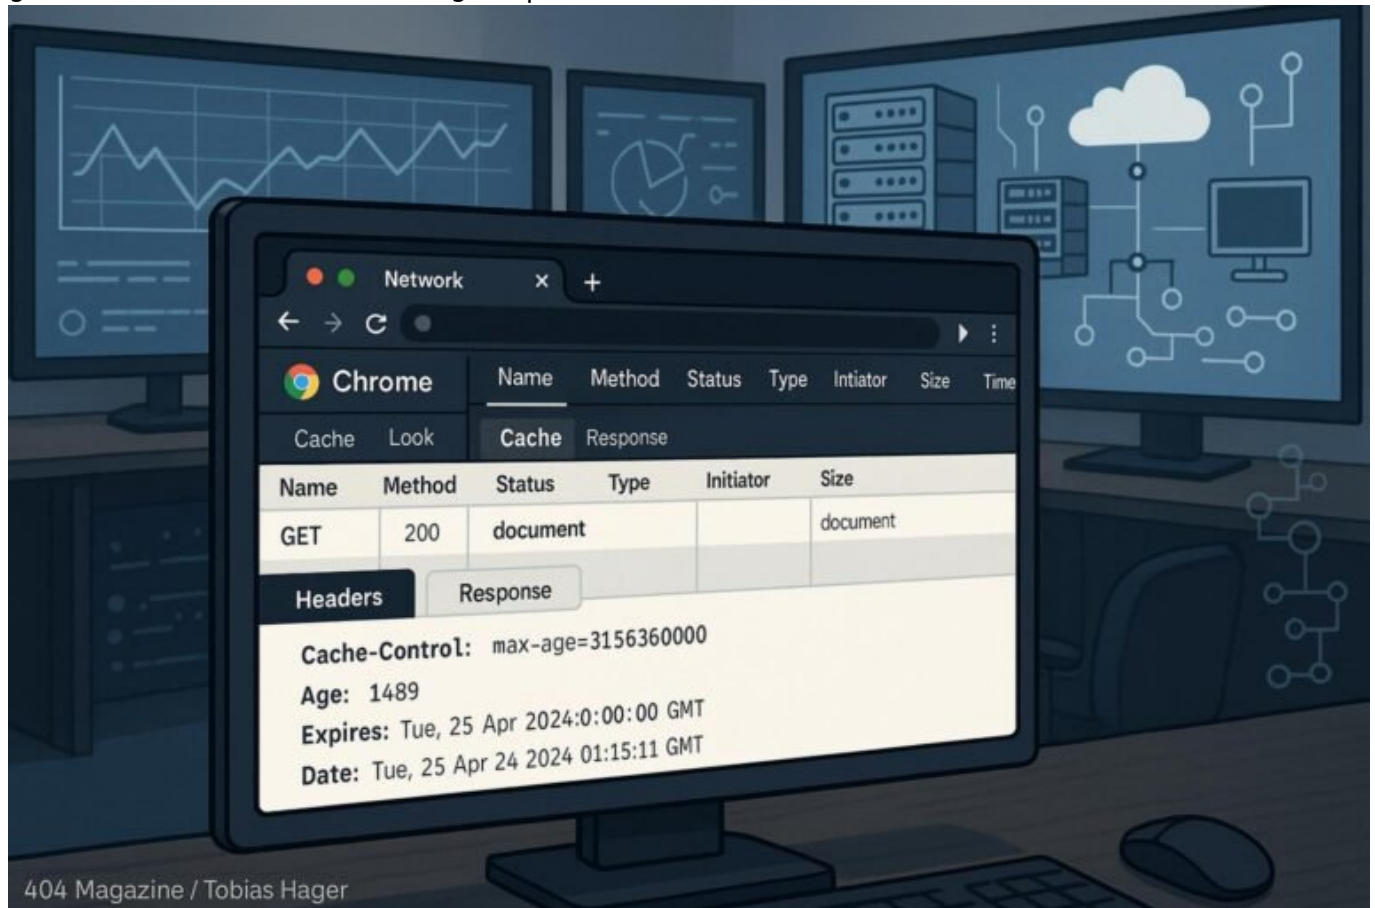 Network × +
Chrome
Name Method Status Type Intiator Size Time
Cache Look Cache Response
Name Method Status Type Initiator Size
GET 200 document document
Headers Response
Cache-Control: max-age=3156360000
Age: 1489
Expires: Tue, 25 Apr 2024:0:00:00 GMT
Date: Tue, 25 Apr 24 2024 01:15:11 GMT
404 Magazine / Tobias Hager